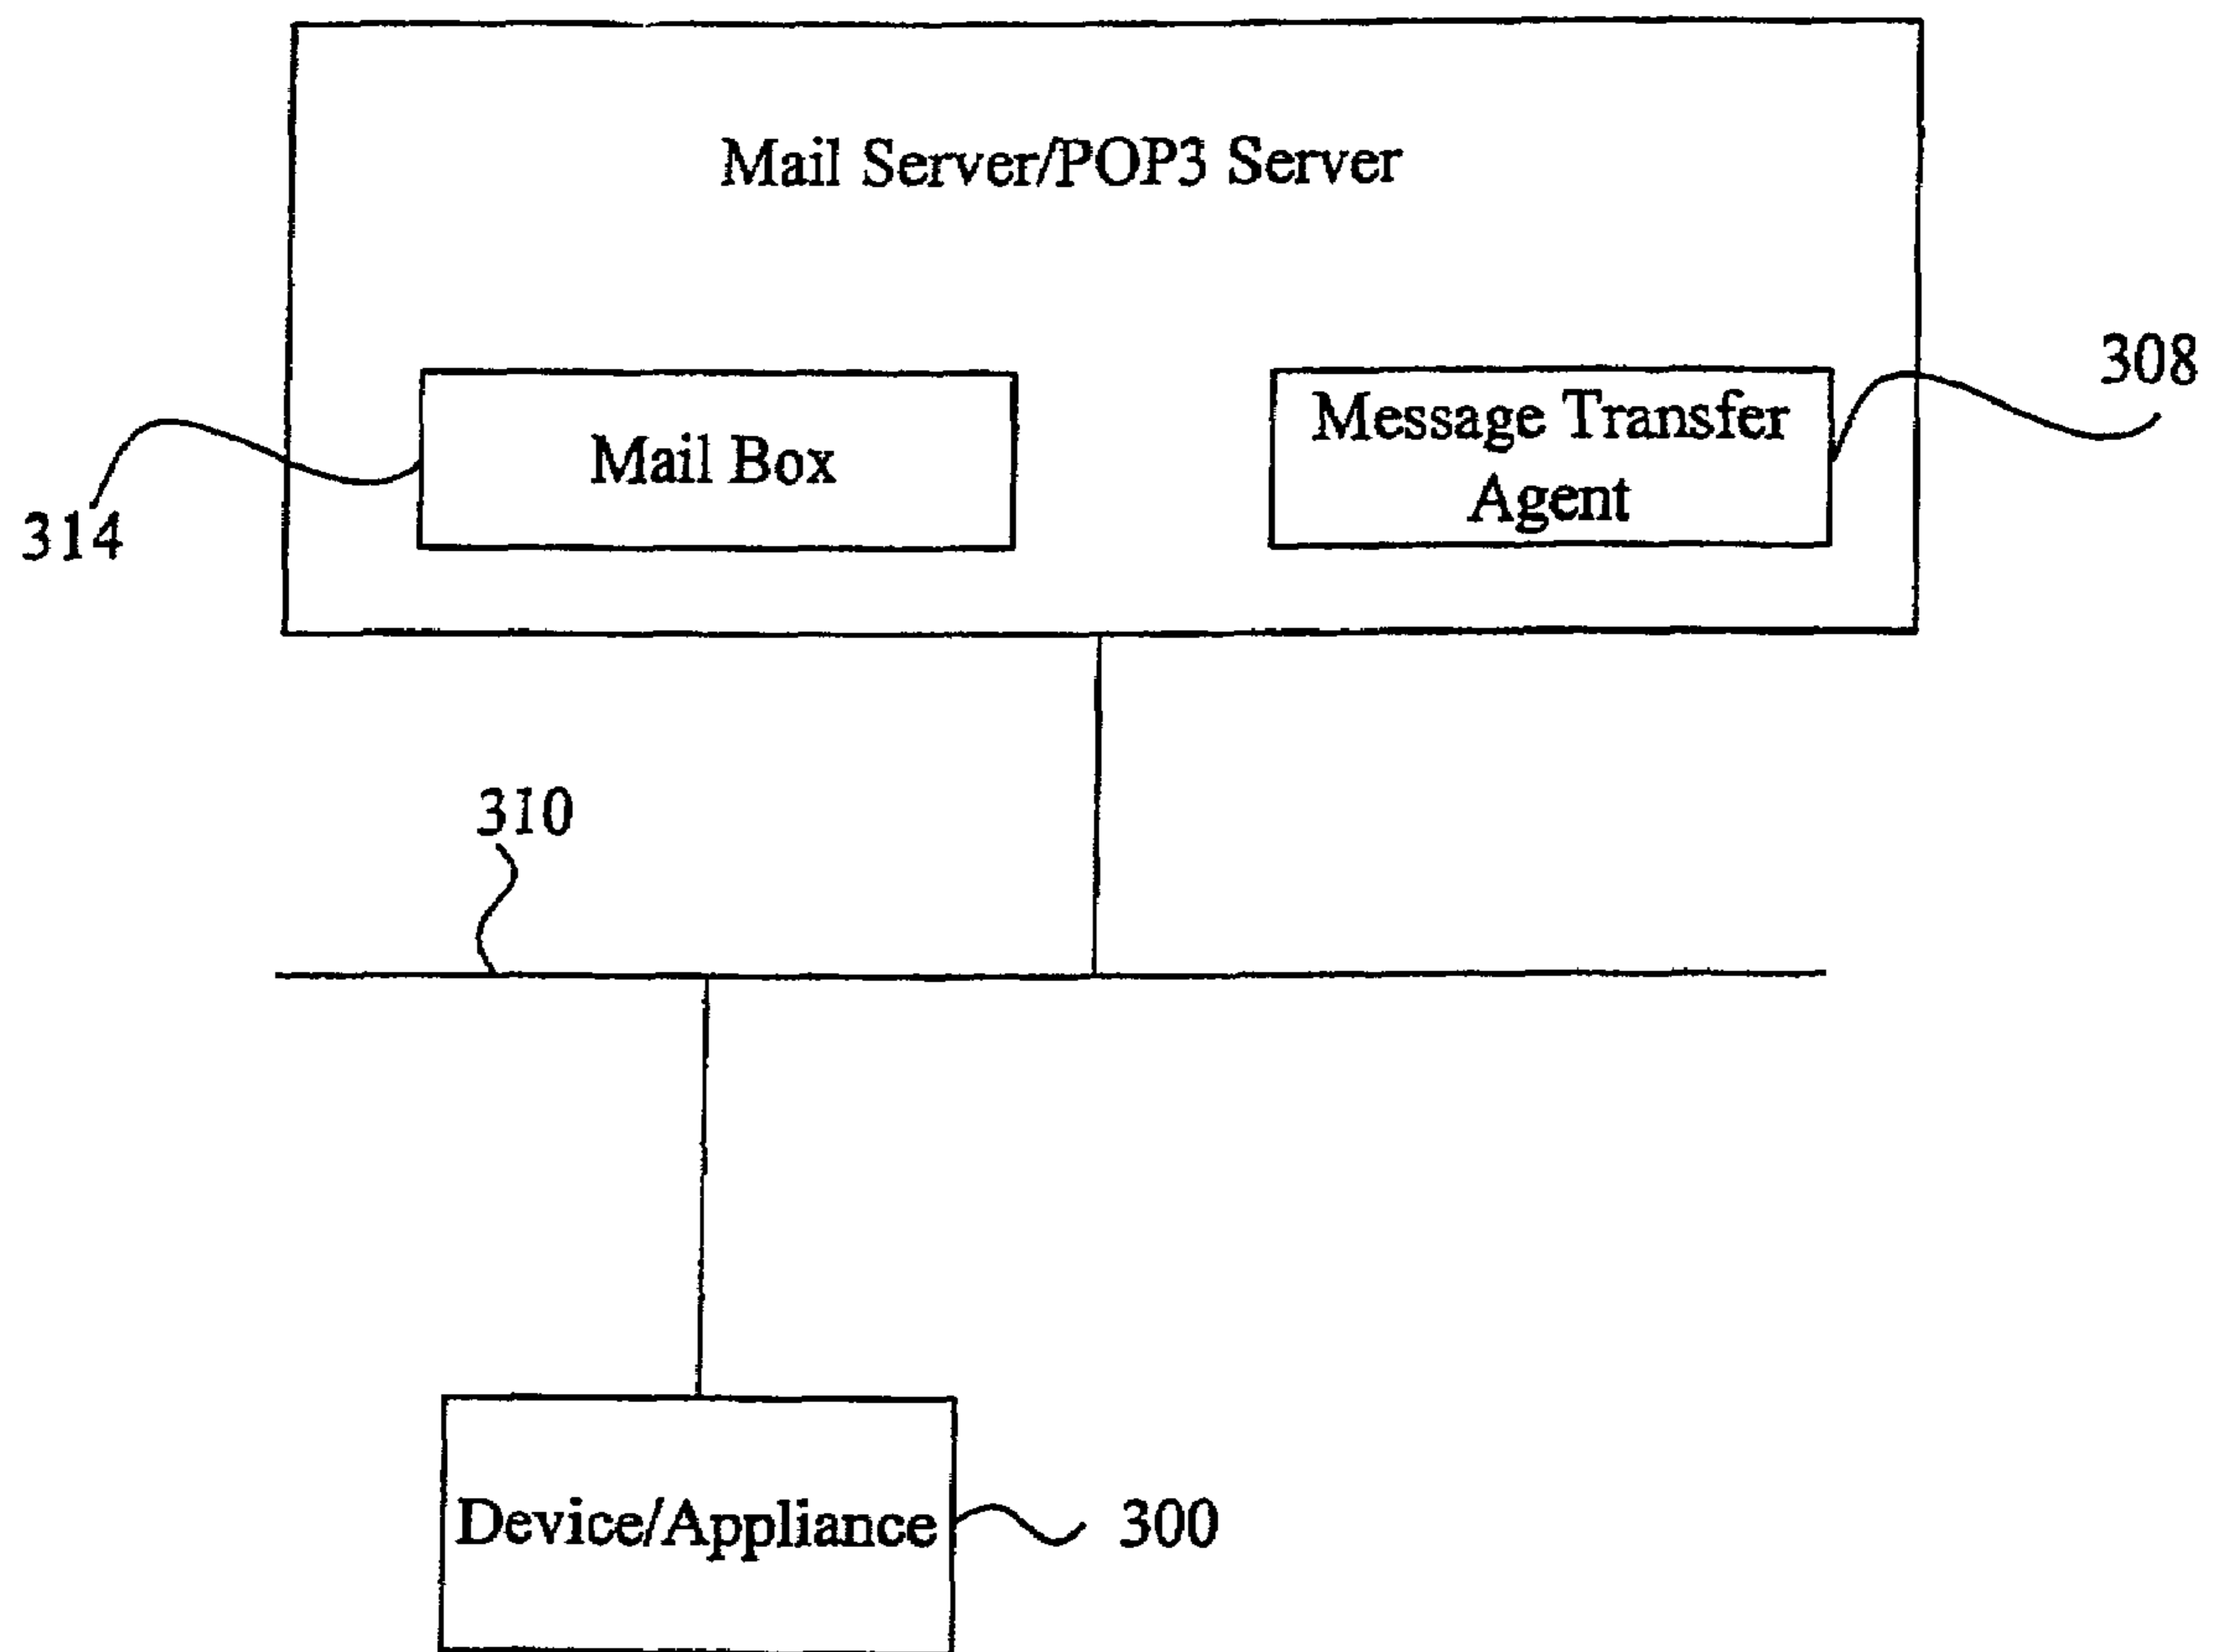 Mail Server/POP3 Server
308
Message Transfer
Agent
Mail Box
314
310
Device/Appliance
300